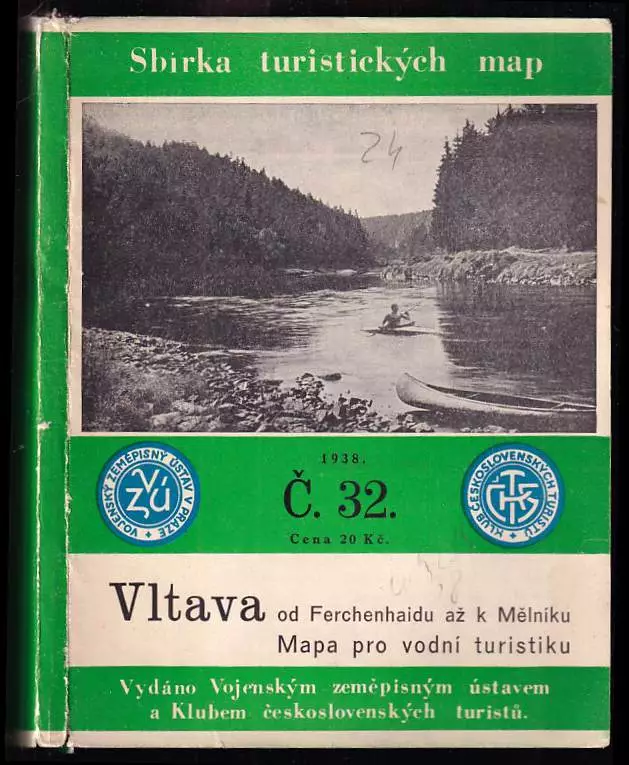 Sbírka turistických map
24
VOJENSKÝ ZEMĚPISNÝ ÚSTAV V PRAZE
VZÚ
1938.
Č. 32.
Cena 20 Kč.
KLUB ČESKOSLOVENSKÝCH TURISTŮ
KČST
Vltava od Ferchenhaidu až k Mělníku
Mapa pro vodní turistiku
Vydáno Vojenským zeměpisným ústavem
a Klubem československých turistů.